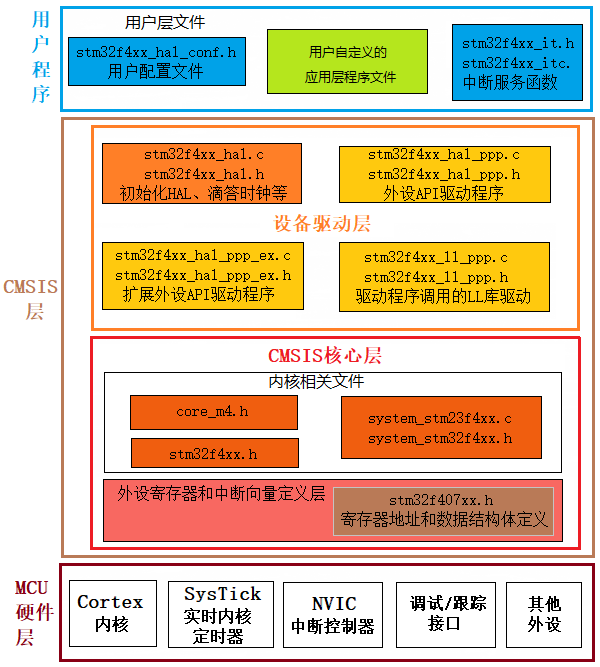 用户程序
用户层文件
stm32f4xx_hal_conf.h
用户配置文件
用户自定义的
应用层程序文件
stm32f4xx_it.h
stm32f4xx_itc.
中断服务函数
CMSIS
层
stm32f4xx_hal.c
stm32f4xx_hal.h
初始化HAL、滴答时钟等
stm32f4xx_hal_ppp.c
stm32f4xx_hal_ppp.h
外设API驱动程序
设备驱动层
stm32f4xx_hal_ppp_ex.c
stm32f4xx_hal_ppp_ex.h
扩展外设API驱动程序
stm32f4xx_ll_ppp.c
stm32f4xx_ll_ppp.h
驱动程序调用的LL库驱动
CMSIS核心层
内核相关文件
core_m4.h
stm32f4xx.h
system_stm23f4xx.c
system_stm32f4xx.h
外设寄存器和中断向量定义层
stm32f407xx.h
寄存器地址和数据结构体定义
MCU
硬件
层
Cortex
内核
SysTick
实时内核
定时器
NVIC
中断控制器
调试/跟踪
接口
其他
外设